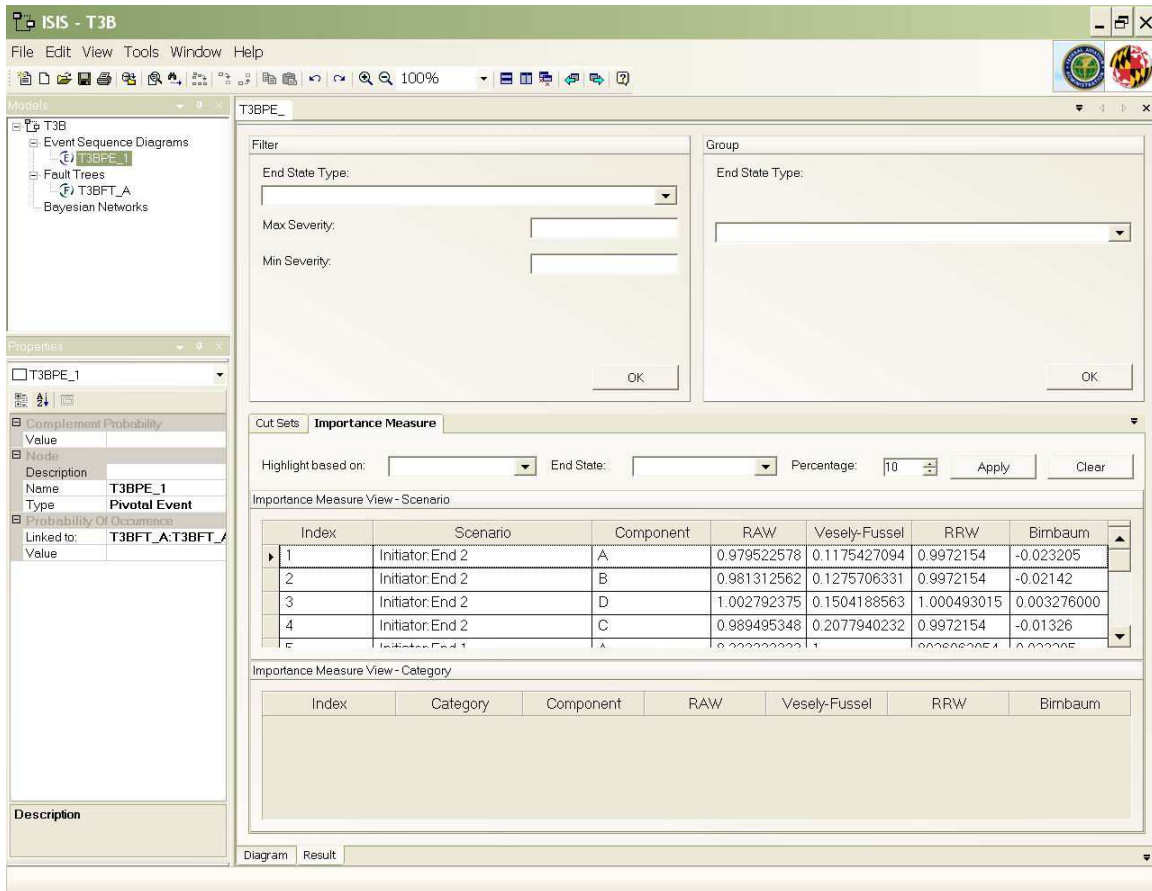 ISIS - T3B
File Edit View Tools Window Help
100%
Models
T3B
Event Sequence Diagrams
(E) T3BPE_1
Fault Trees
(F) T3BFT_A
Bayesian Networks
Properties
T3BPE_1
Complement Probability
Value
Node
Description
Name T3BPE_1
Type Pivotal Event
Probability Of Occurrence
Linked to: T3BFT_A:T3BFT_A
Value
Description
T3BPE_
Filter
End State Type:
Max Severity:
Min Severity:
OK
Group
End State Type:
OK
Cut Sets Importance Measure
Highlight based on: End State: Percentage: 10 Apply Clear
Importance Measure View - Scenario
Index Scenario Component RAW Vesely-Fussel RRW Birnbaum
1 Initiator:End 2 A 0.979522578 0.1175427094 0.9972154 -0.023205
2 Initiator:End 2 B 0.981312562 0.1275706331 0.9972154 -0.02142
3 Initiator:End 2 D 1.002792375 0.1504188563 1.000493015 0.003276000
4 Initiator:End 2 C 0.989495348 0.2077940232 0.9972154 -0.01326
Importance Measure View - Category
Index Category Component RAW Vesely-Fussel RRW Birnbaum
Diagram Result